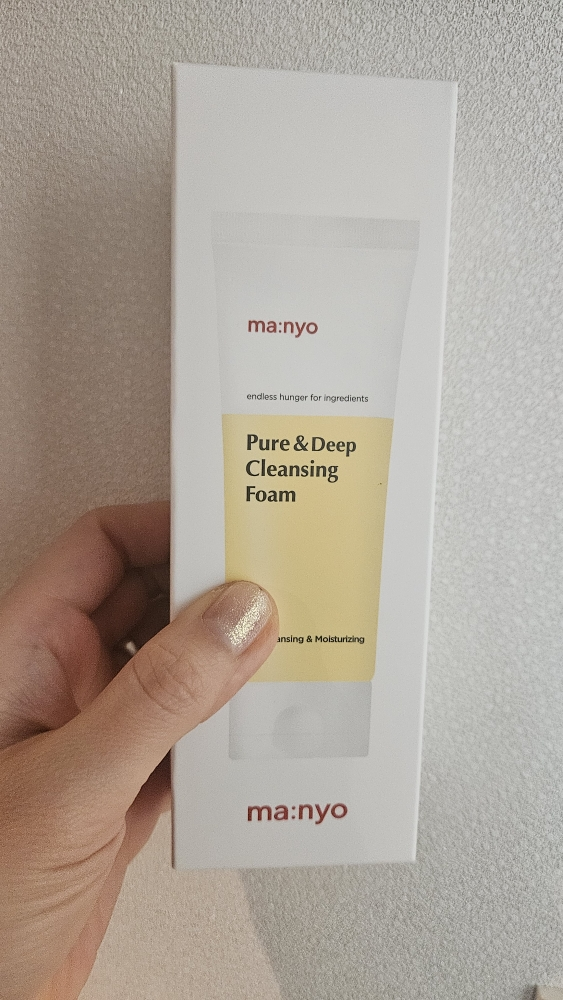 ma:nyo
endless hunger for ingredients
Pure & Deep
Cleansing
Foam
& Moisturizing
ma:nyo